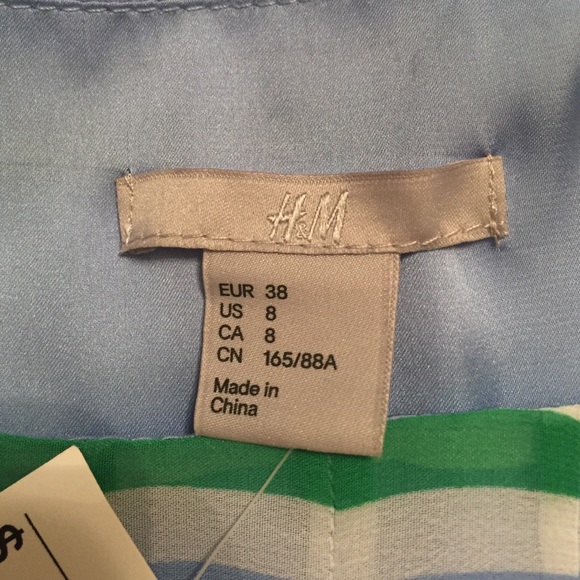 H&M
EUR 38
US 8
CA 8
CN 165/88A
Made in
China